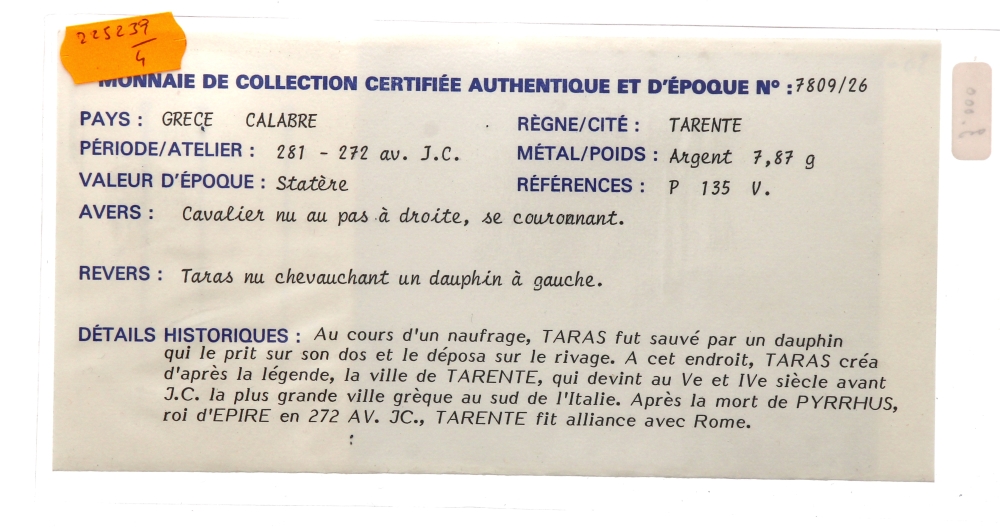 225239
4
MONNAIE DE COLLECTION CERTIFIÉE AUTHENTIQUE ET D'ÉPOQUE N° : 7809/26
PAYS : GRECE CALABRE
RÈGNE/CITÉ : TARENTE
PÉRIODE/ATELIER : 281 - 272 av. J.C.
MÉTAL/POIDS : Argent 7,87 g
VALEUR D'ÉPOQUE : Statère
RÉFÉRENCES : P 135 V.
AVERS : Cavalier nu au pas à droite, se couronnant.
REVERS : Taras nu chevauchant un dauphin à gauche.
DÉTAILS HISTORIQUES : Au cours d'un naufrage, TARAS fut sauvé par un dauphin
qui le prit sur son dos et le déposa sur le rivage. A cet endroit, TARAS créa
d'après la légende, la ville de TARENTE, qui devint au Ve et IVe siècle avant
J.C. la plus grande ville grèque au sud de l'Italie. Après la mort de PYRRHUS,
roi d'EPIRE en 272 AV. JC., TARENTE fit alliance avec Rome.